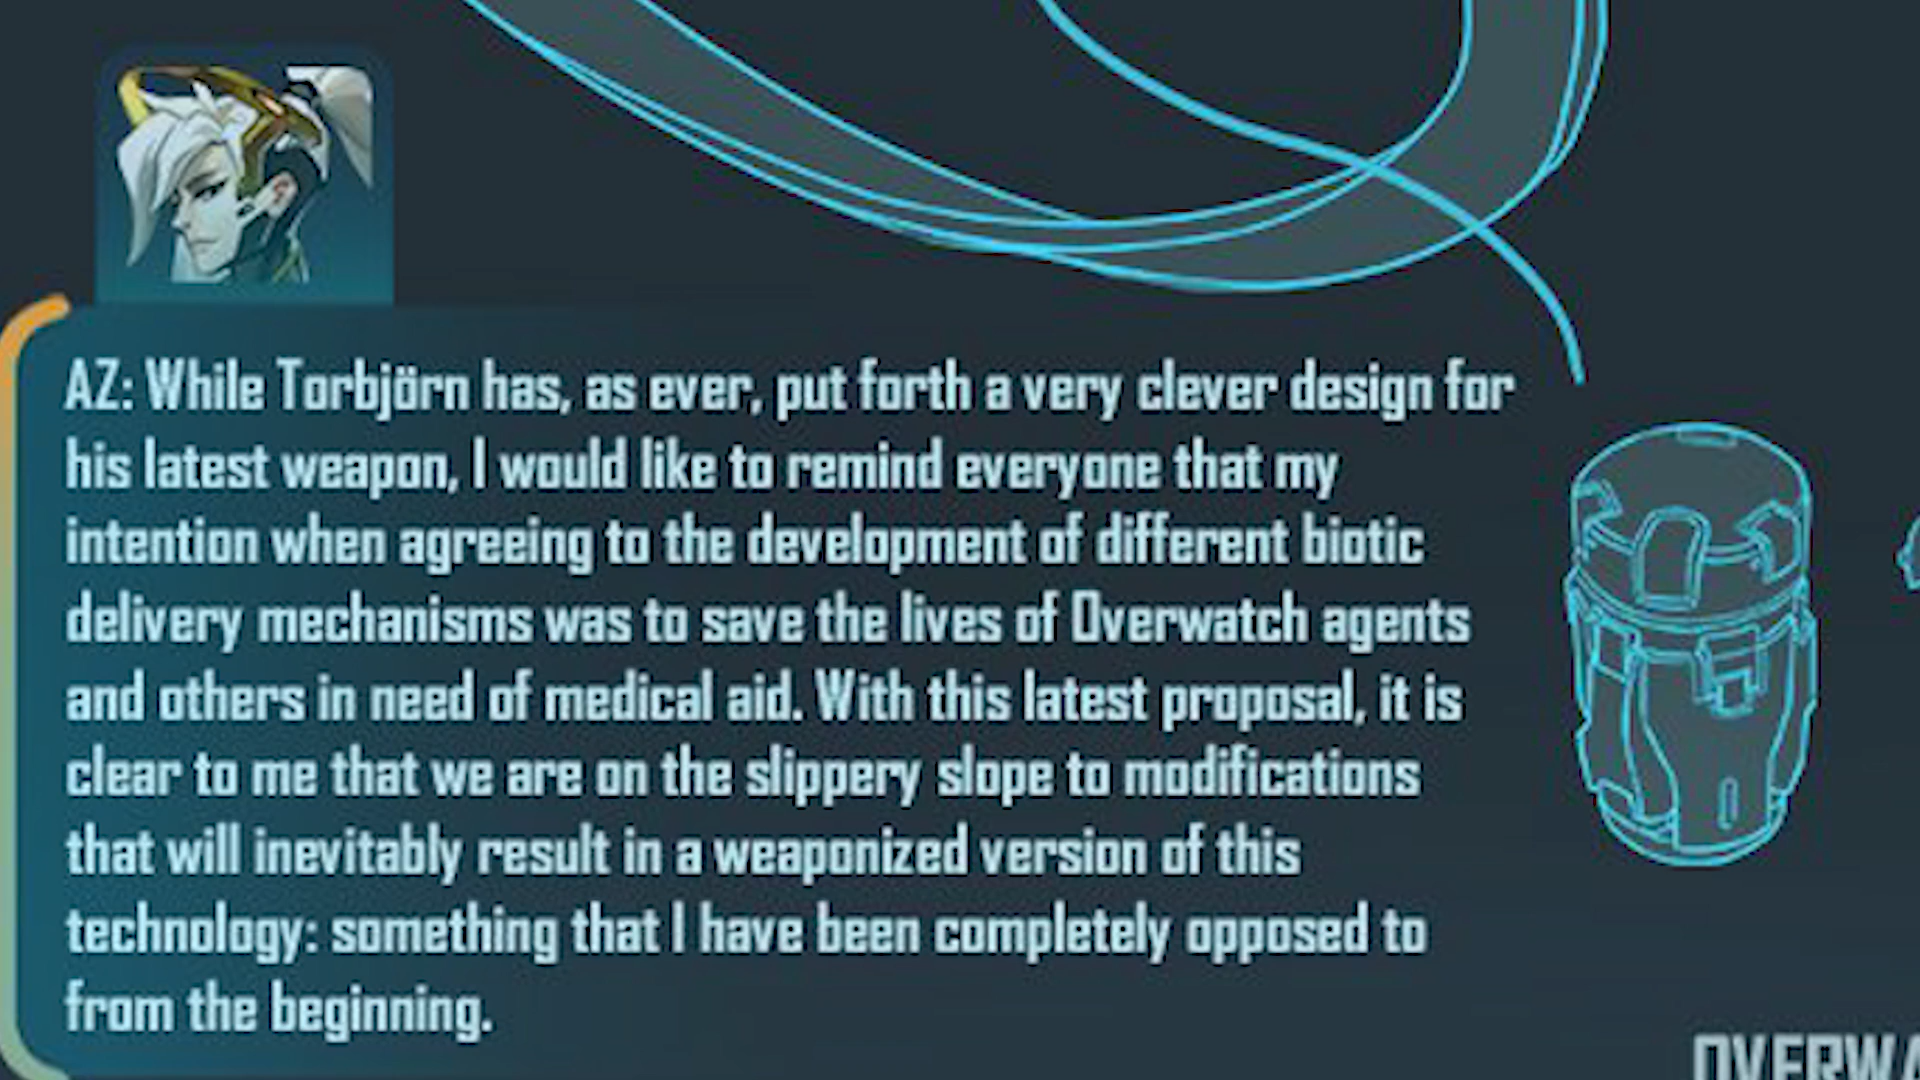 AZ: While Torbjörn has, as ever, put forth a very clever design for
his latest weapon, I would like to remind everyone that my
intention when agreeing to the development of different biotic
delivery mechanisms was to save the lives of Overwatch agents
and others in need of medical aid. With this latest proposal, it is
clear to me that we are on the slippery slope to modifications
that will inevitably result in a weaponized version of this
technology: something that I have been completely opposed to
from the beginning.